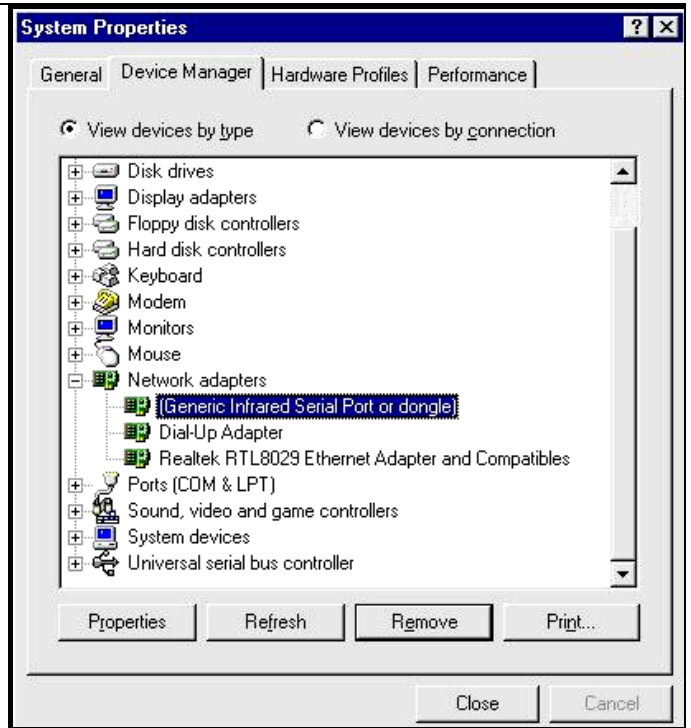 System Properties
General Device Manager Hardware Profiles Performance
View devices by type View devices by connection
Disk drives
Display adapters
Floppy disk controllers
Hard disk controllers
Keyboard
Modem
Monitors
Mouse
Network adapters
(Generic Infrared Serial Port or dongle)
Dial-Up Adapter
Realtek RTL8029 Ethernet Adapter and Compatibles
Ports (COM & LPT)
Sound, video and game controllers
System devices
Universal serial bus controller
Properties Refresh Remove Print...
Close Cancel